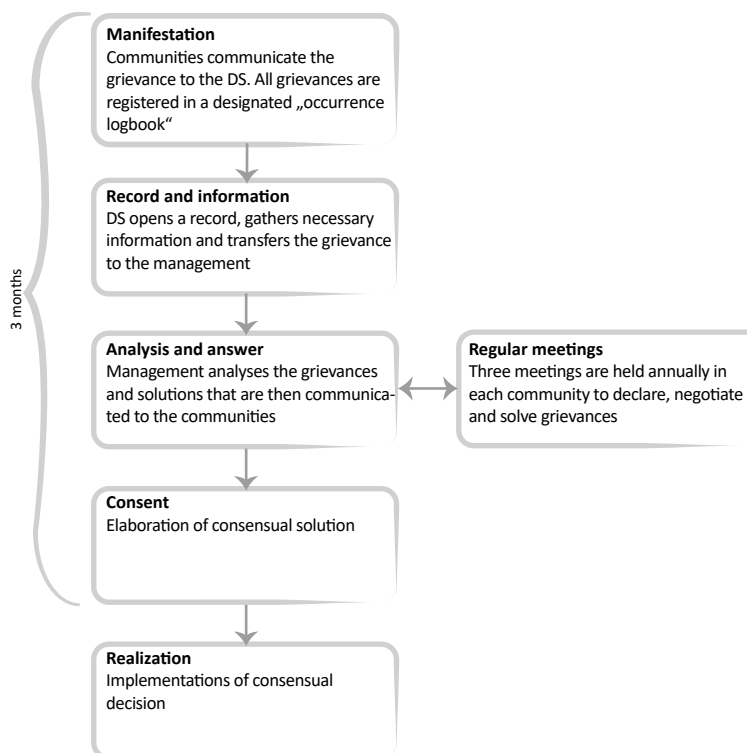 Manifestation
Communities communicate the
grievance to the DS. All grievances are
registered in a designated „occurrence
logbook“
Record and information
DS opens a record, gathers necessary
information and transfers the grievance
to the management
3 months
Analysis and answer
Management analyses the grievances
and solutions that are then communica-
ted to the communities
Regular meetings
Three meetings are held annually in
each community to declare, negotiate
and solve grievances
Consent
Elaboration of consensual solution
Realization
Implementations of consensual
decision